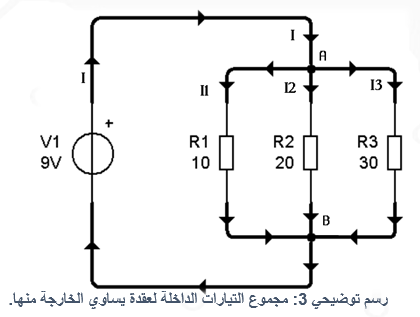 I
A
I
I1
I2
I3
+
V1
9V
R1
10
R2
20
R3
30
B
رسم توضيحي 3: مجموع التيارات الداخلة لعقدة يساوي الخارجة منها.